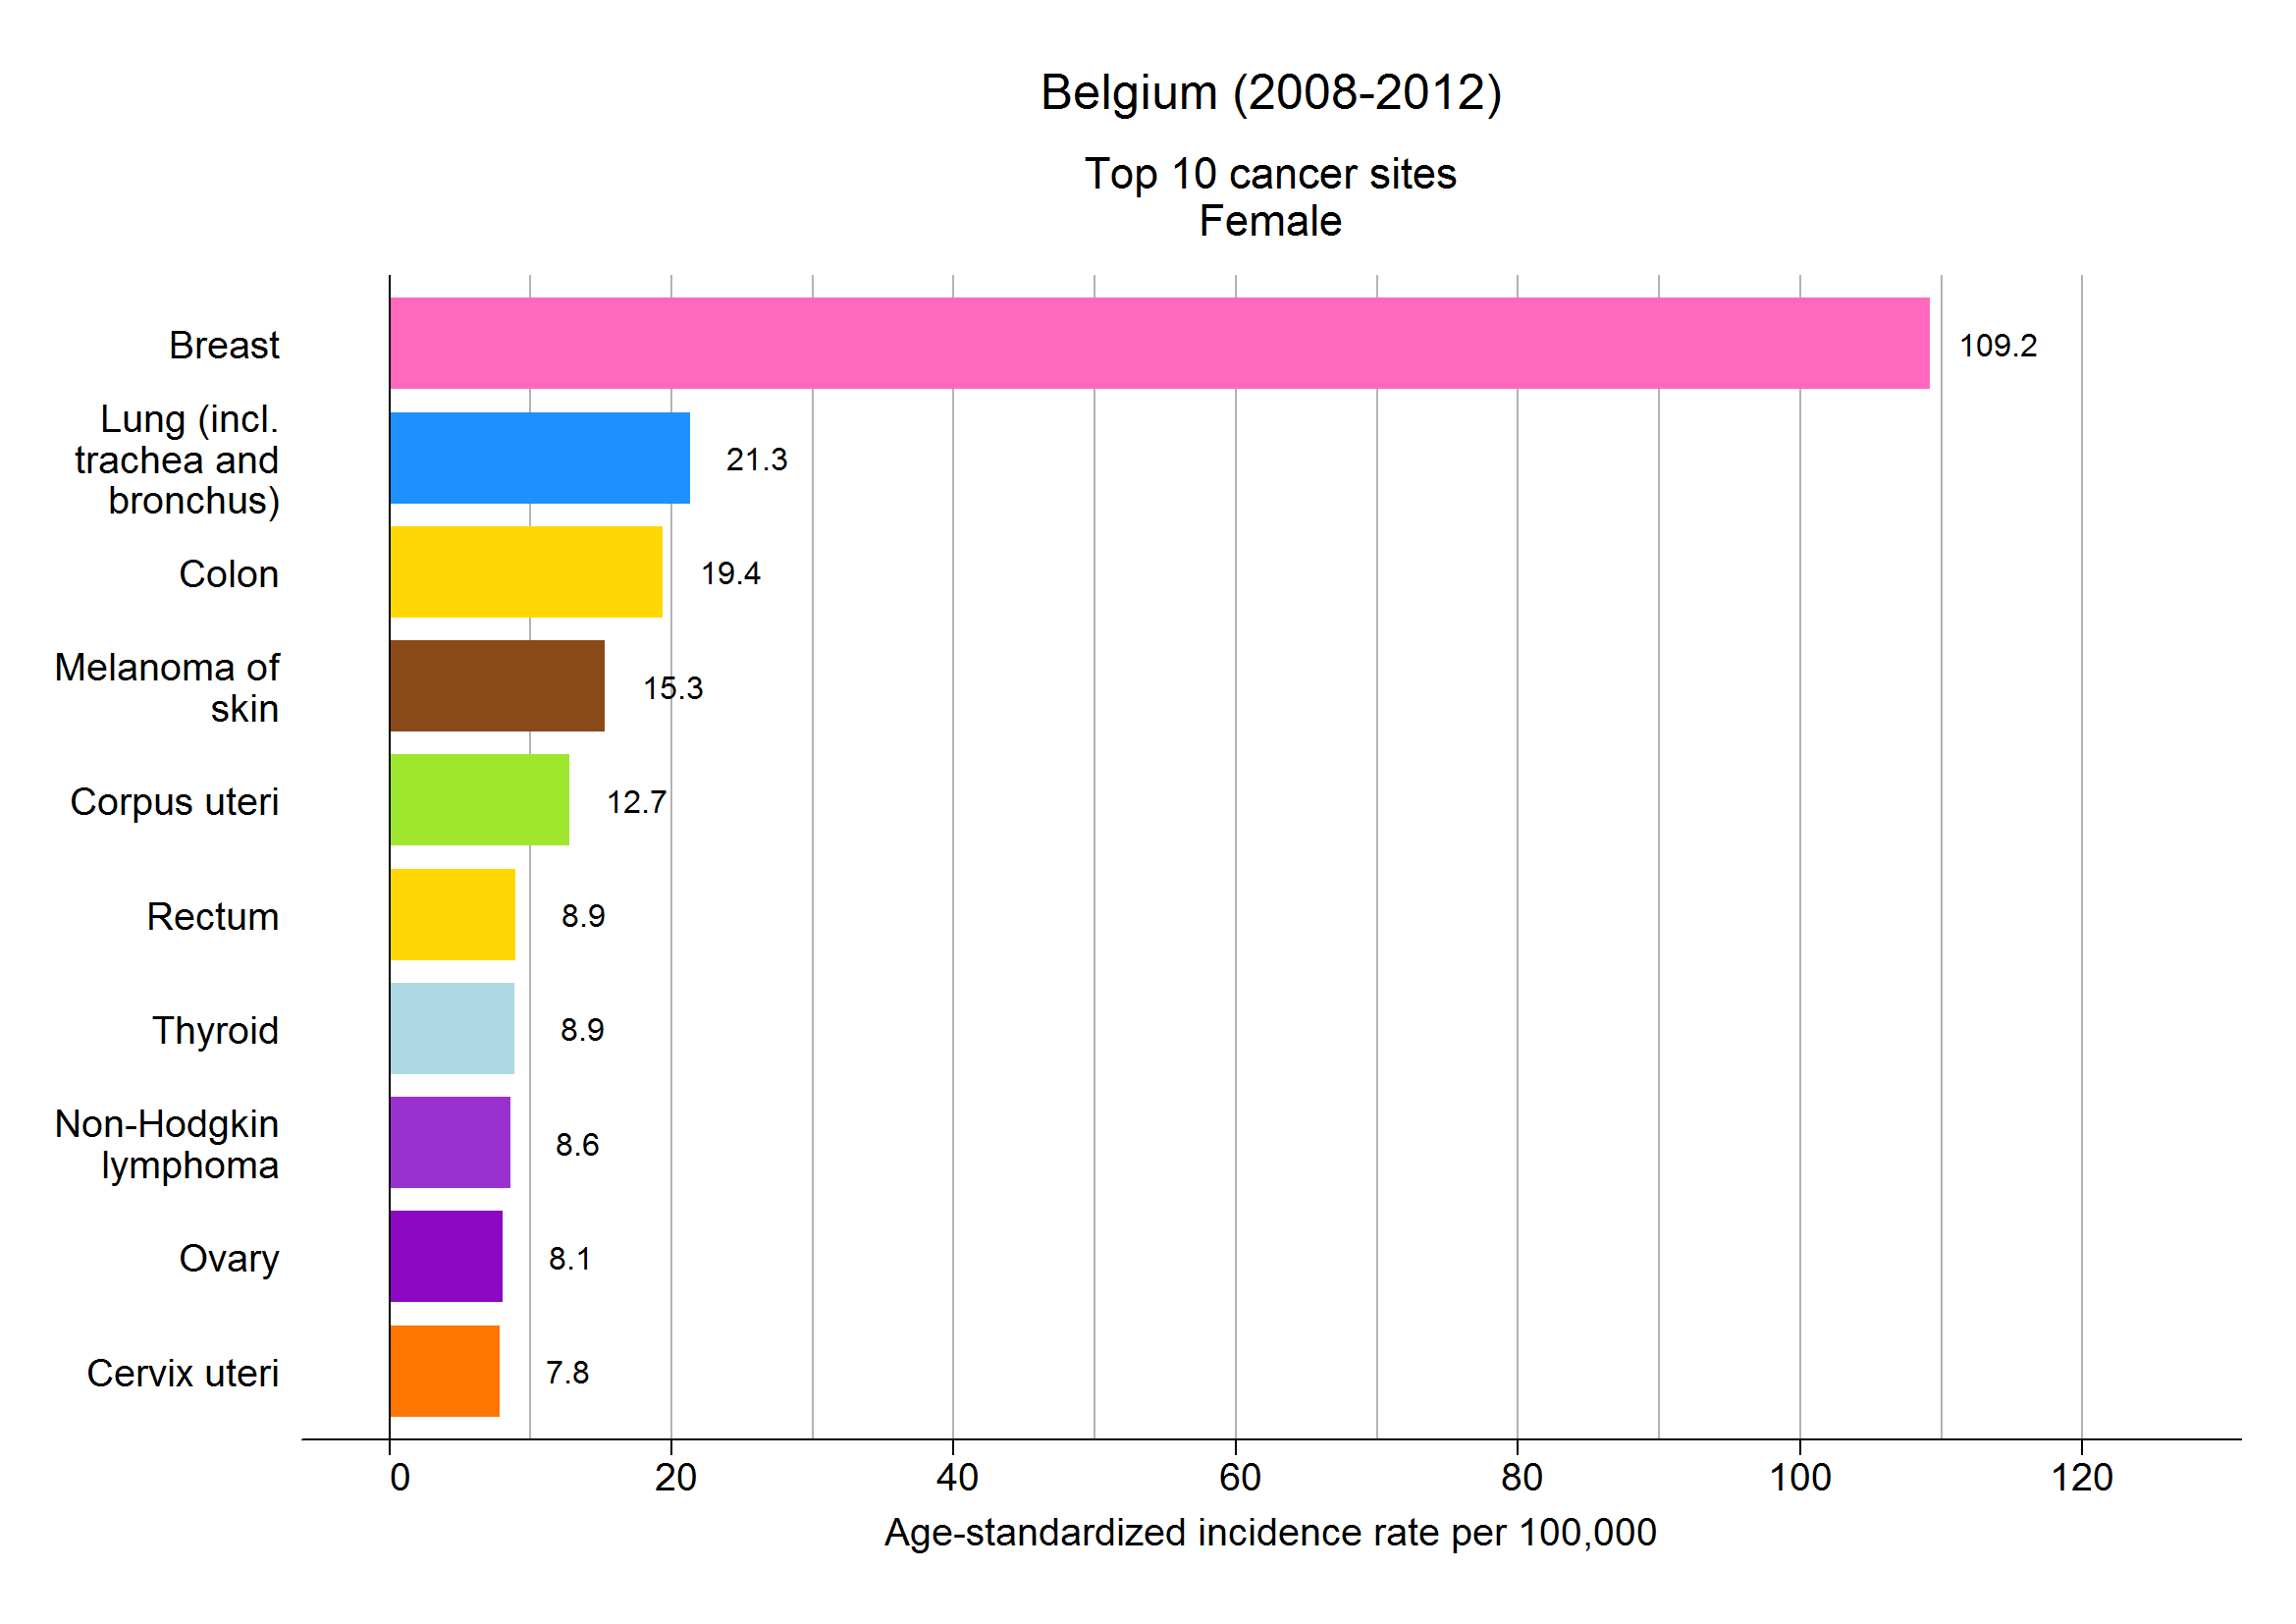 Belgium (2008-2012)
Top 10 cancer sites
Female
Breast
109.2
Lung (incl.
trachea and
bronchus)
21.3
Colon
19.4
Melanoma of
skin
15.3
Corpus uteri
12.7
Rectum
8.9
Thyroid
8.9
Non-Hodgkin
lymphoma
8.6
Ovary
8.1
Cervix uteri
7.8
0 20 40 60 80 100 120
Age-standardized incidence rate per 100,000